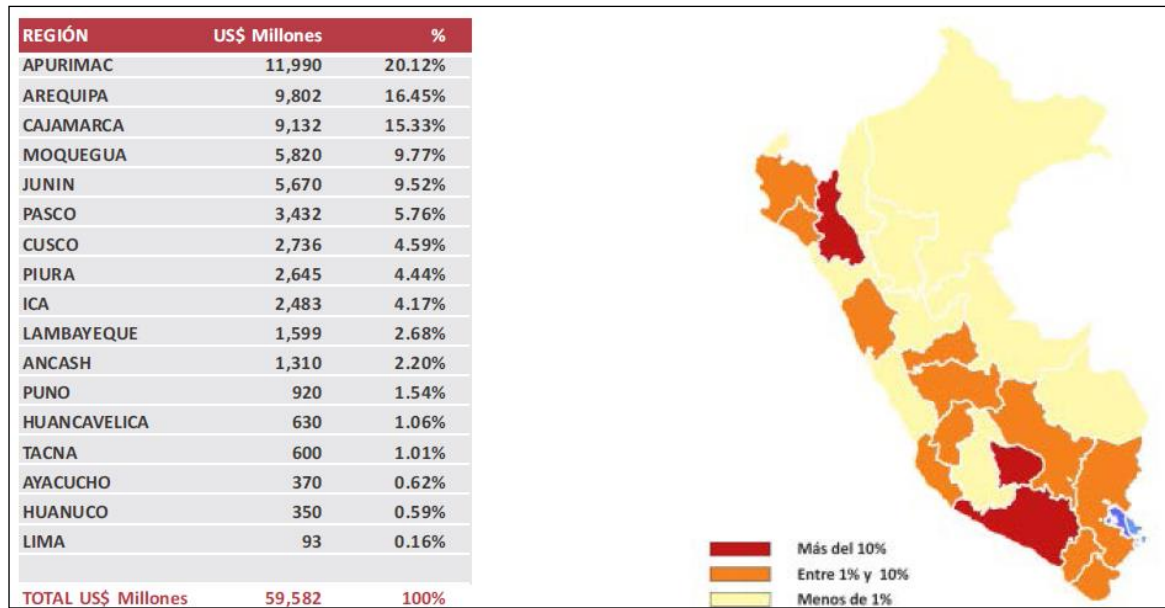 REGIÓN US$ Millones %
APURIMAC 11,990 20.12%
AREQUIPA 9,802 16.45%
CAJAMARCA 9,132 15.33%
MOQUEGUA 5,820 9.77%
JUNIN 5,670 9.52%
PASCO 3,432 5.76%
CUSCO 2,736 4.59%
PIURA 2,645 4.44%
ICA 2,483 4.17%
LAMBAYEQUE 1,599 2.68%
ANCASH 1,310 2.20%
PUNO 920 1.54%
HUANCAVELICA 630 1.06%
TACNA 600 1.01%
AYACUCHO 370 0.62%
HUANUCO 350 0.59%
LIMA 93 0.16%
TOTAL US$ Millones 59,582 100%
Más del 10%
Entre 1% y 10%
Menos de 1%